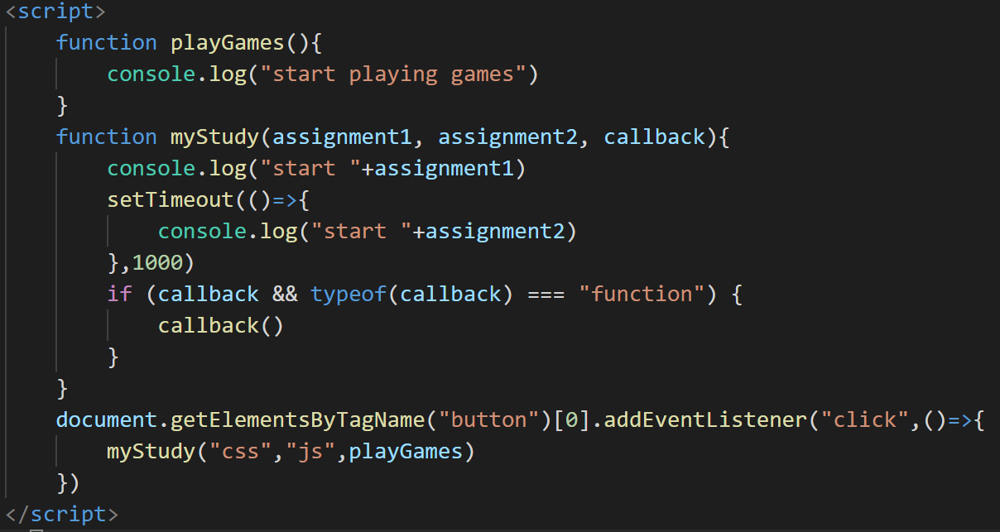 <script>
    function playGames(){
        console.log("start playing games")
    }
    function myStudy(assignment1, assignment2, callback){
        console.log("start "+assignment1)
        setTimeout(()=>{
            console.log("start "+assignment2)
        },1000)
        if (callback && typeof(callback) === "function") {
            callback()
        }
    }
    document.getElementsByTagName("button")[0].addEventListener("click",()=>{
        myStudy("css","js",playGames)
    })
</script>